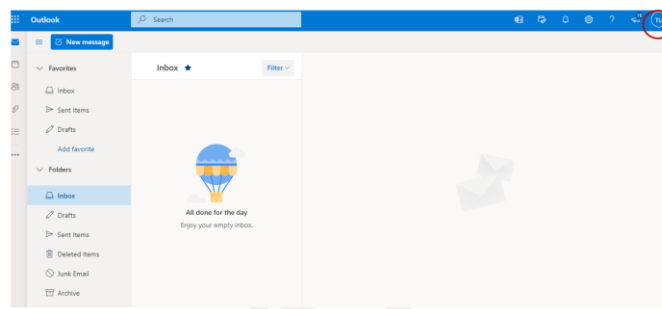 Outlook
Search
New message
Favorites
Inbox
Sent Items
Drafts
Add favorite
Folders
Inbox
Drafts
Sent Items
Deleted Items
Junk Email
Archive
Inbox ★
Filter
All done for the day
Enjoy your empty inbox.